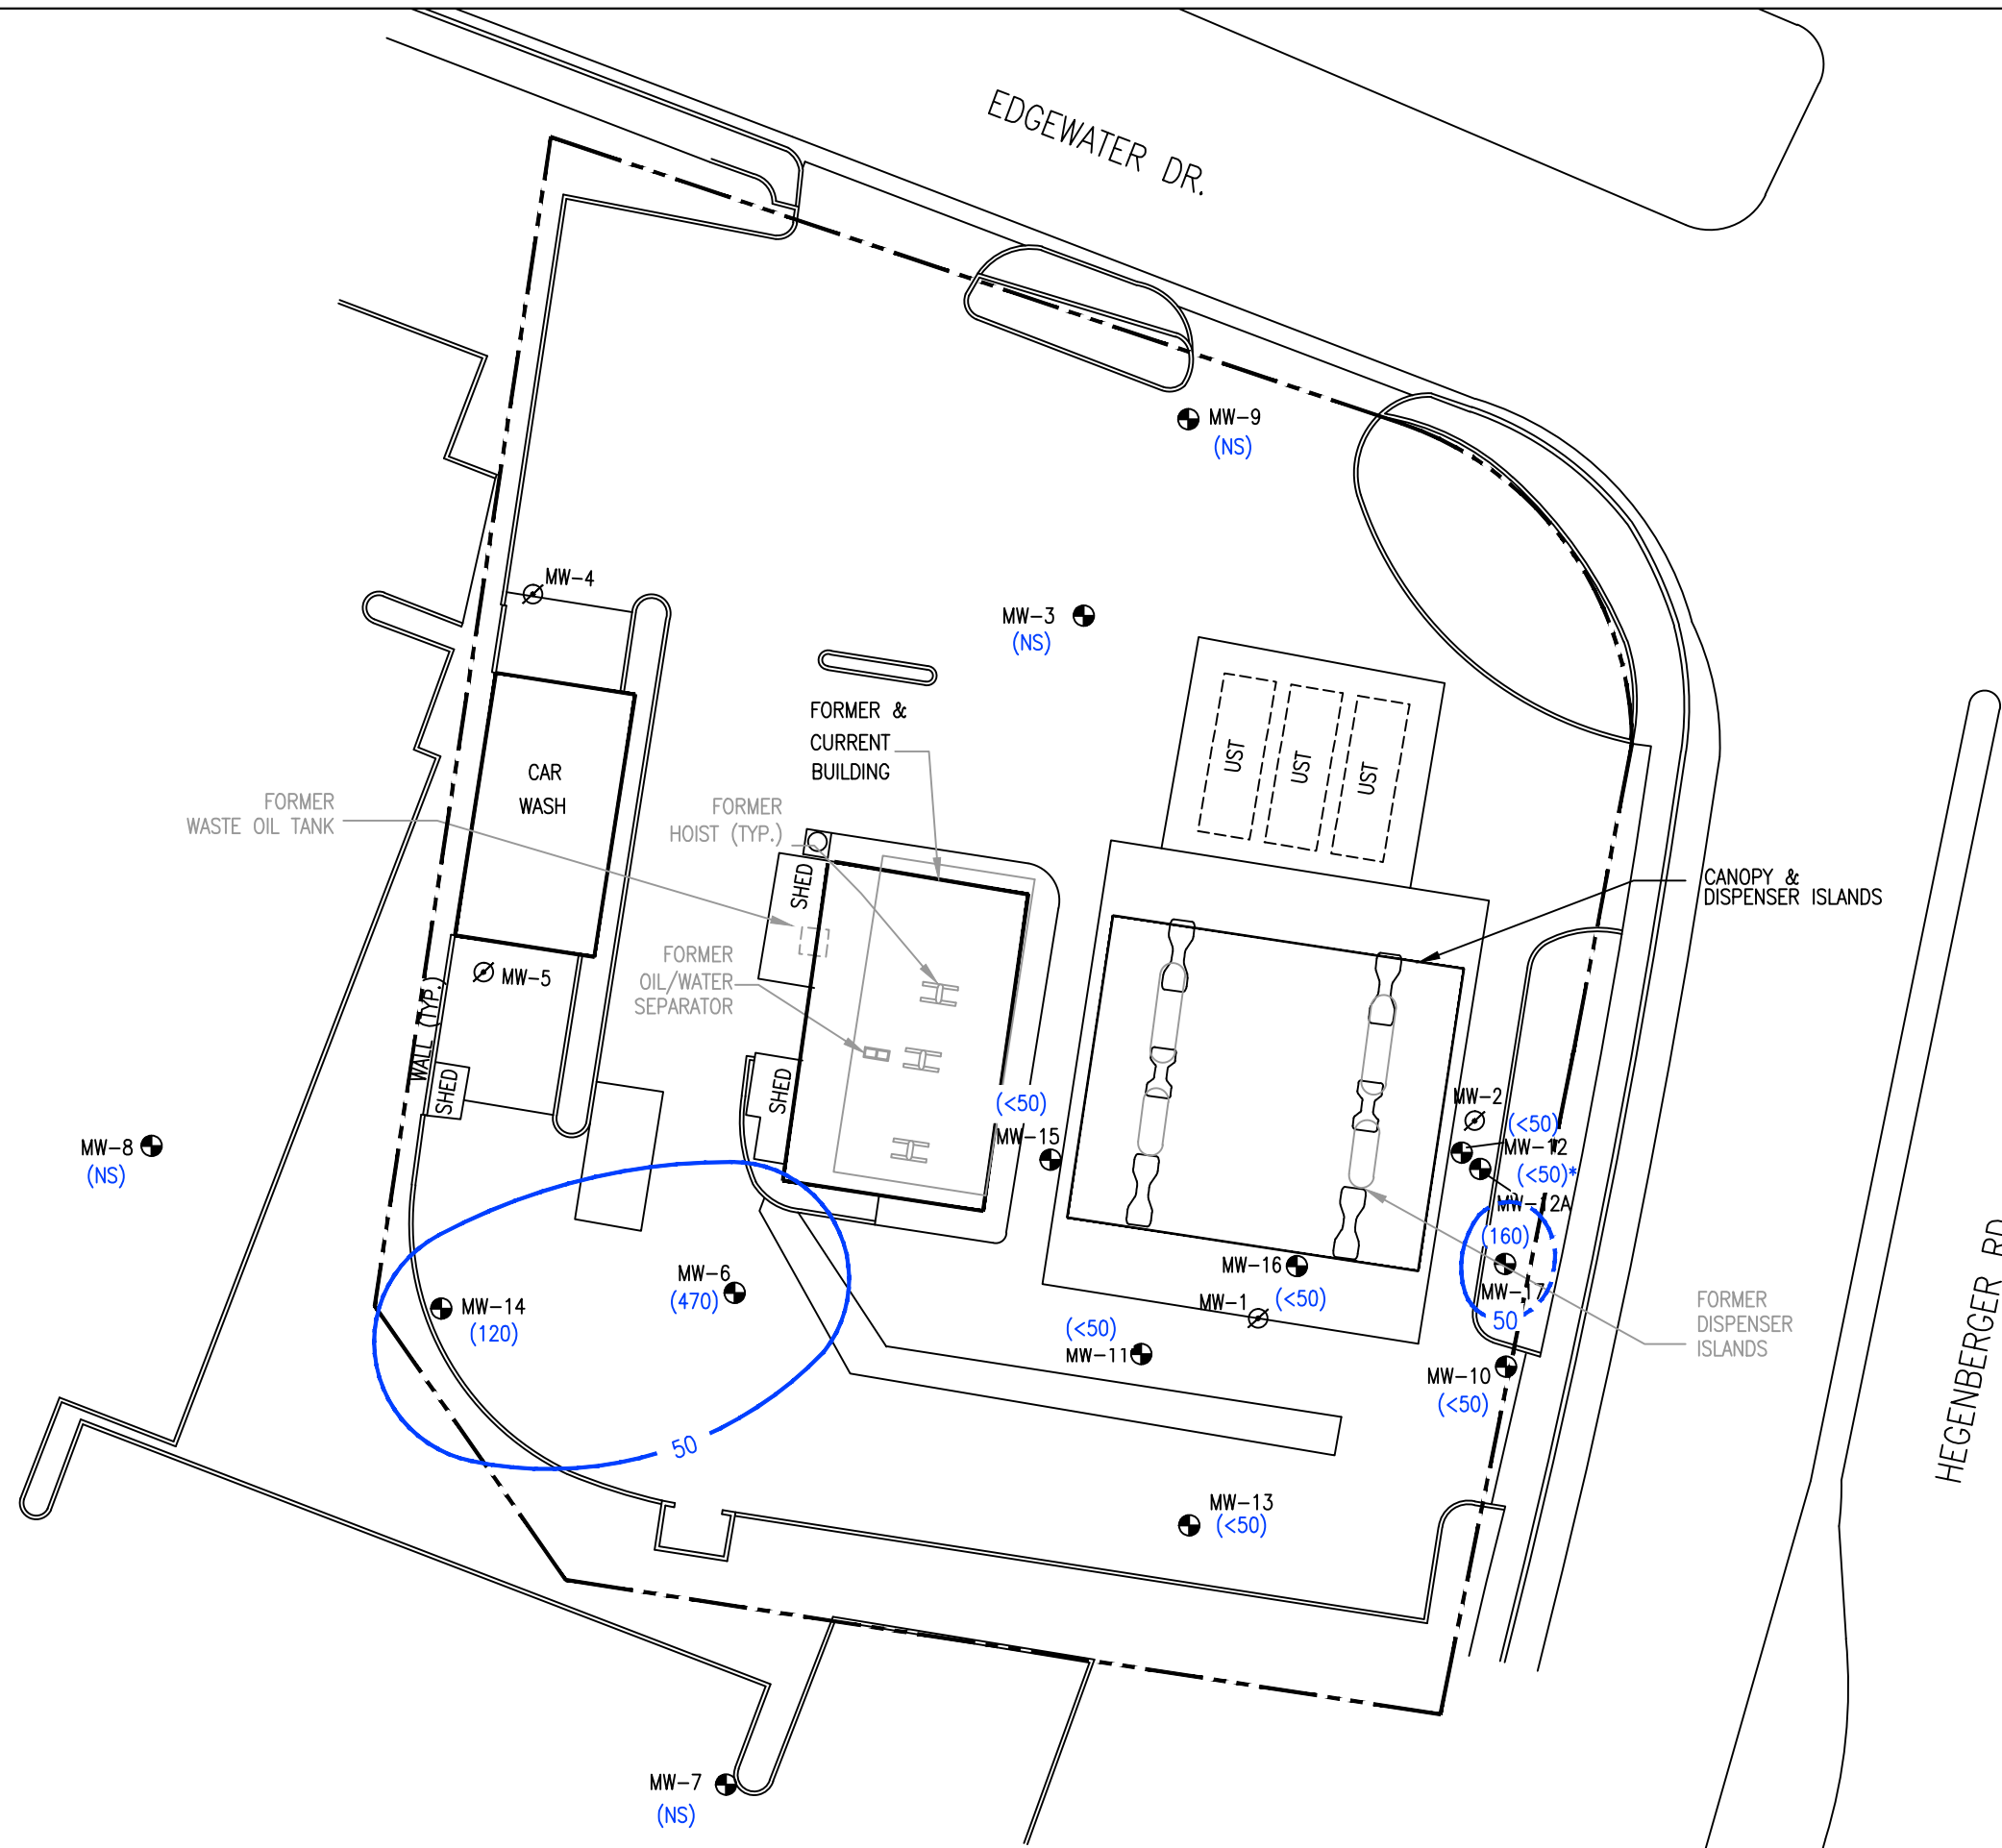 EDGEWATER DR.
MW-9
(NS)
MW-4
MW-3
(NS)
FORMER &
CURRENT
BUILDING
UST
UST
UST
CAR
WASH
FORMER
WASTE OIL TANK
FORMER
HOIST (TYP.)
SHED
CANOPY &
DISPENSER ISLANDS
FORMER
OIL/WATER
SEPARATOR
MW-5
WALL (TYP.)
SHED
SHED
(<50)
MW-15
MW-2
(<50)
MW-12
(<50)*
MW-12A
MW-8
(NS)
(160)
MW-17
50
MW-16
(<50)
MW-1
MW-6
(470)
MW-14
(120)
(<50)
MW-11
MW-10
(<50)
FORMER
DISPENSER
ISLANDS
HEGENBERGER RD
50
MW-13
(<50)
MW-7
(NS)